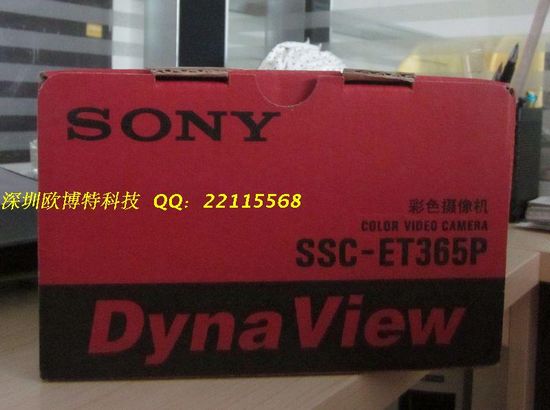 SONY
深圳欧博特科技 QQ：22115568
彩色摄像机
COLOR VIDEO CAMERA
SSC-ET365P
DynaView